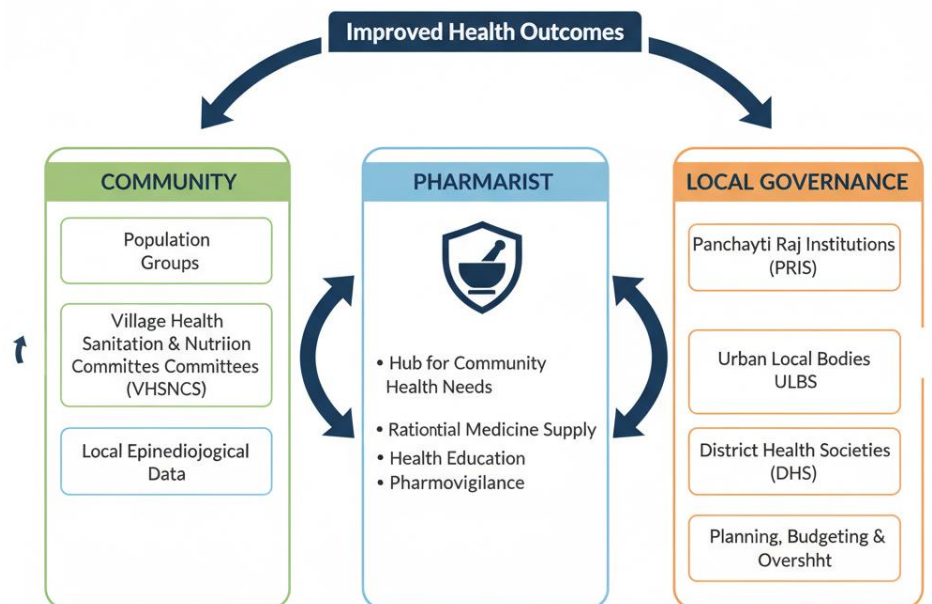 Improved Health Outcomes
COMMUNITY
Population
Groups
Village Health
Sanitation & Nutriion
Committes Committees
(VHSNCS)
Local Epinediojogical
Data
PHARMARIST
• Hub for Community
Health Needs
• Rationtial Medicine Supply
• Health Education
• Pharmovigilance
LOCAL GOVERNANCE
Panchayti Raj Institutions
(PRIS)
Urban Local Bodies
ULBS
District Health Societies
(DHS)
Planning, Budgeting &
Overshht